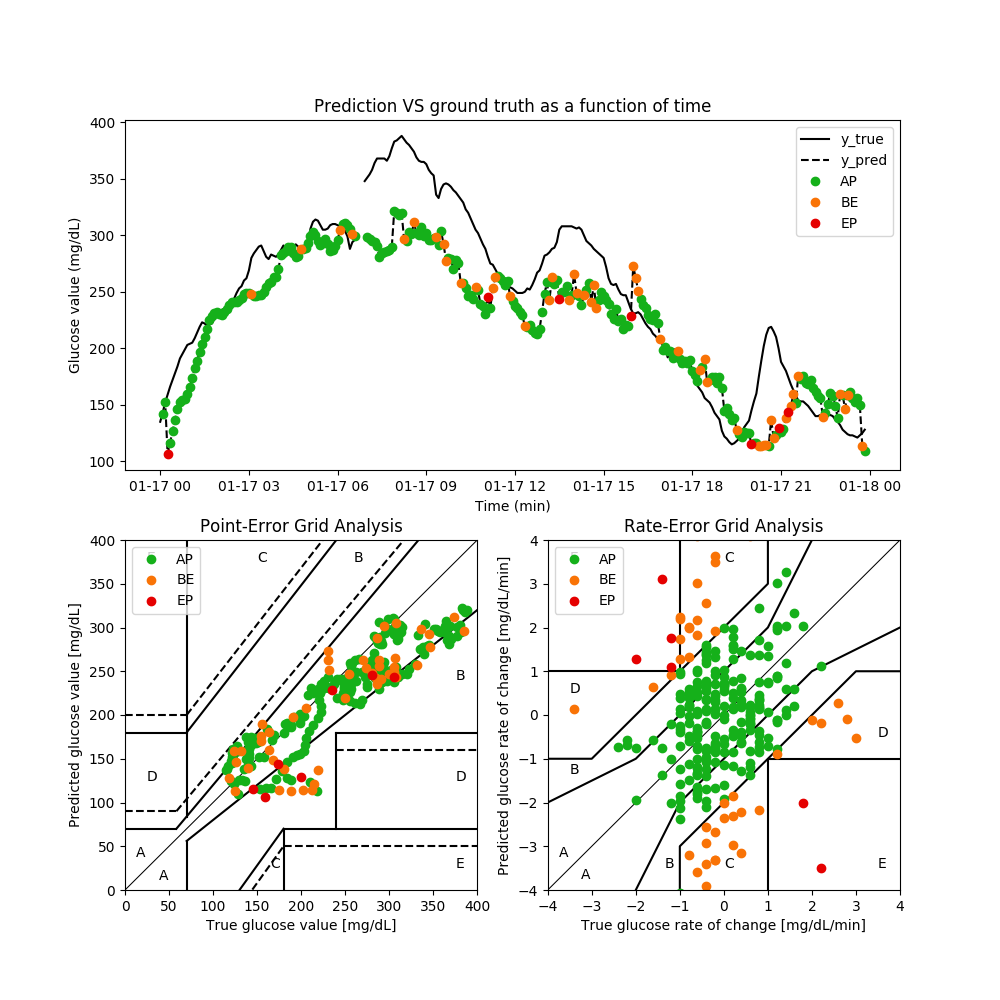 Prediction VS ground truth as a function of time
Glucose value (mg/dL)
400
350
300
250
200
150
100
y_true
y_pred
AP
BE
EP
01-17 00 01-17 03 01-17 06 01-17 09 01-17 12 01-17 15 01-17 18 01-17 21 01-18 00
Time (min)
Point-Error Grid Analysis
Predicted glucose value [mg/dL]
400
350
300
250
200
150
100
50
0
AP
BE
EP
C
B
B
D
D
A
A
C
E
0 50 100 150 200 250 300 350 400
True glucose value [mg/dL]
Rate-Error Grid Analysis
Predicted glucose rate of change [mg/dL/min]
4
3
2
1
0
−1
−2
−3
−4
AP
BE
EP
C
D
D
B
A
A
B
C
E
−4 −3 −2 −1 0 1 2 3 4
True glucose rate of change [mg/dL/min]